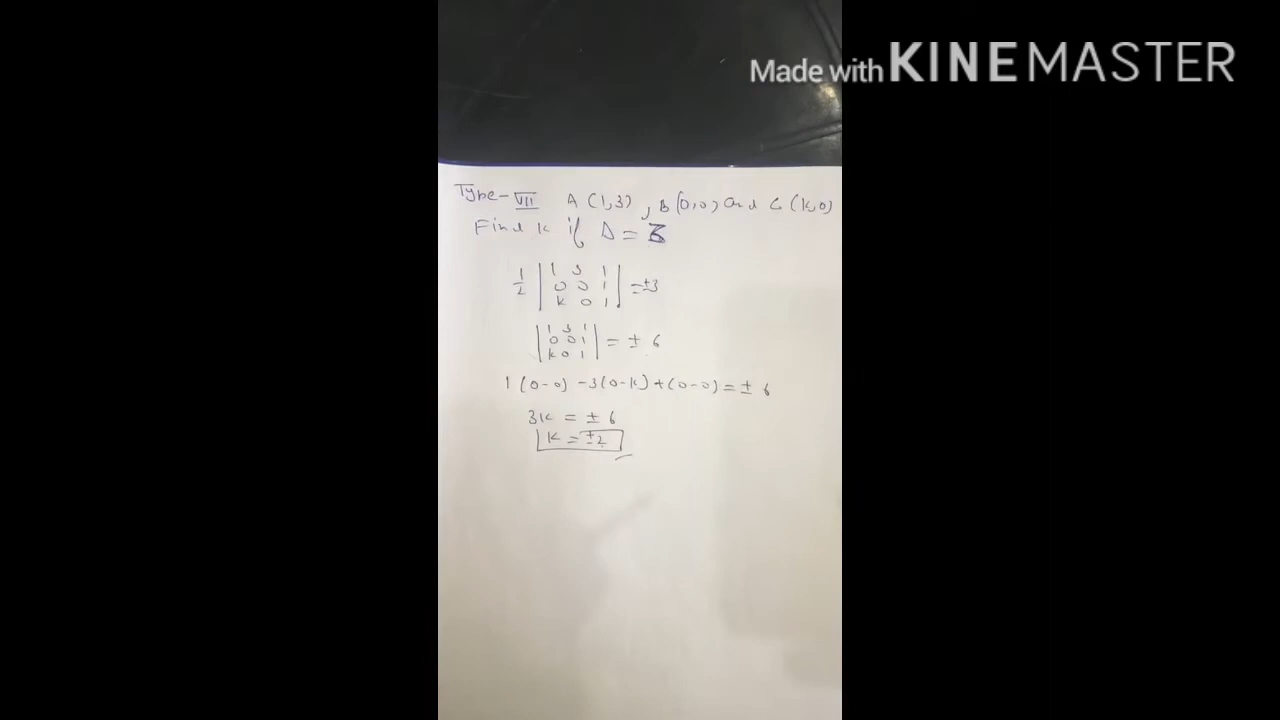 Made with KINEMASTER
Type-VII A (1,3), B(0,0) and C (K,0)
Find K if Δ = 3
1/2 | 1 3 1 |
| 0 0 1 | = ±3
| K 0 1 |
| 1 3 1 |
| 0 0 1 | = ± 6
| K 0 1 |
1 (0-0) -3(0-K) +(0-0) = ± 6
3K = ± 6
K = ±2